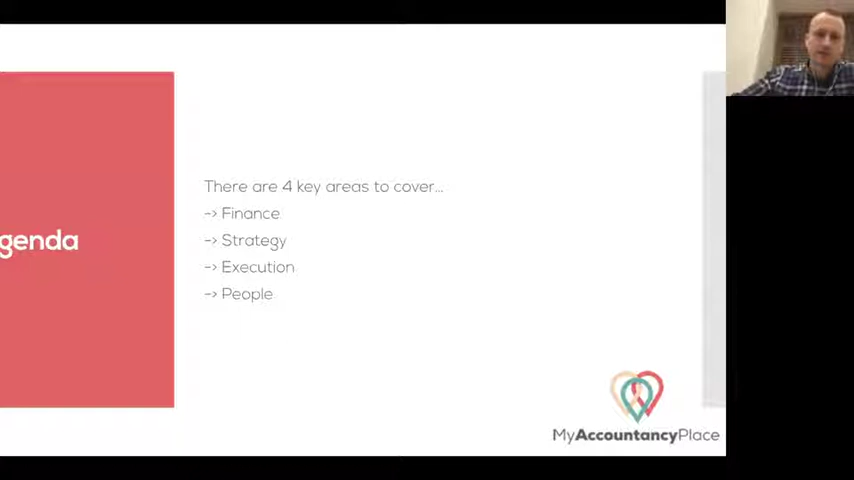 genda
There are 4 key areas to cover...
-> Finance
-> Strategy
-> Execution
-> People
MyAccountancyPlace